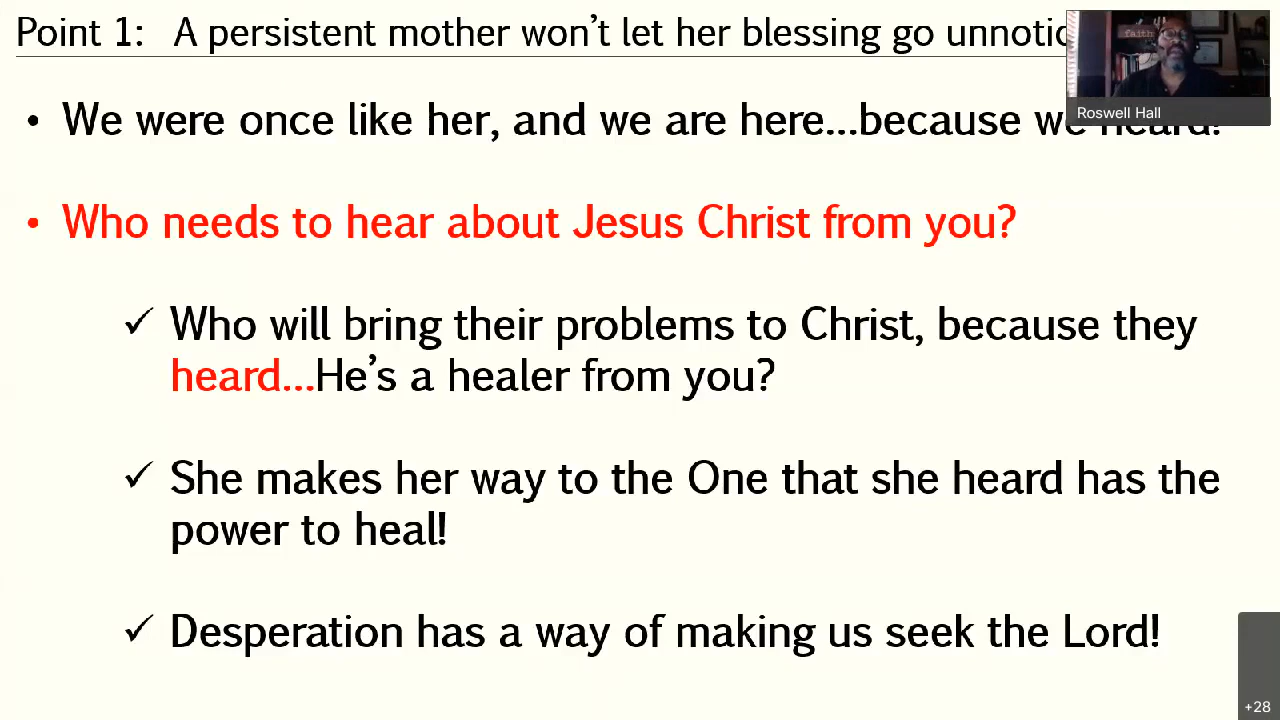 Point 1: A persistent mother won't let her blessing go
• We were once like her, and we are here...because we heard!
• Who needs to hear about Jesus Christ from you?
✓ Who will bring their problems to Christ, because they
heard...He's a healer from you?
✓ She makes her way to the One that she heard has the
power to heal!
✓ Desperation has a way of making us seek the Lord!
faith
Roswell Hall
+28